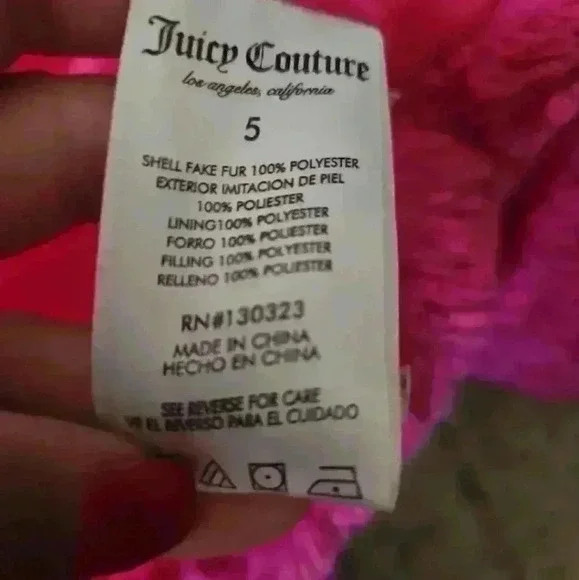 Juicy Couture
los angeles, california
5
SHELL FAKE FUR 100% POLYESTER
EXTERIOR IMITACION DE PIEL
100% POLIESTER
LINING100% POLYESTER
FORRO 100% POLIESTER
FILLING 100% POLYESTER
RELLENO 100% POLIESTER
RN#130323
MADE IN CHINA
HECHO EN CHINA
SEE REVERSE FOR CARE
EL REVERSO PARA EL CUIDADO